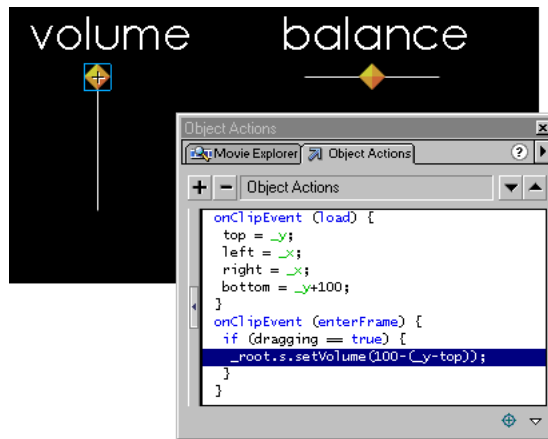 volume balance
Object Actions
Movie Explorer Object Actions ?
+ - Object Actions
onClipEvent (load) {
top = _y;
left = _x;
right = _x;
bottom = _y+100;
}
onClipEvent (enterFrame) {
if (dragging == true) {
_root.s.setVolume(100-(_y-top));
}
}